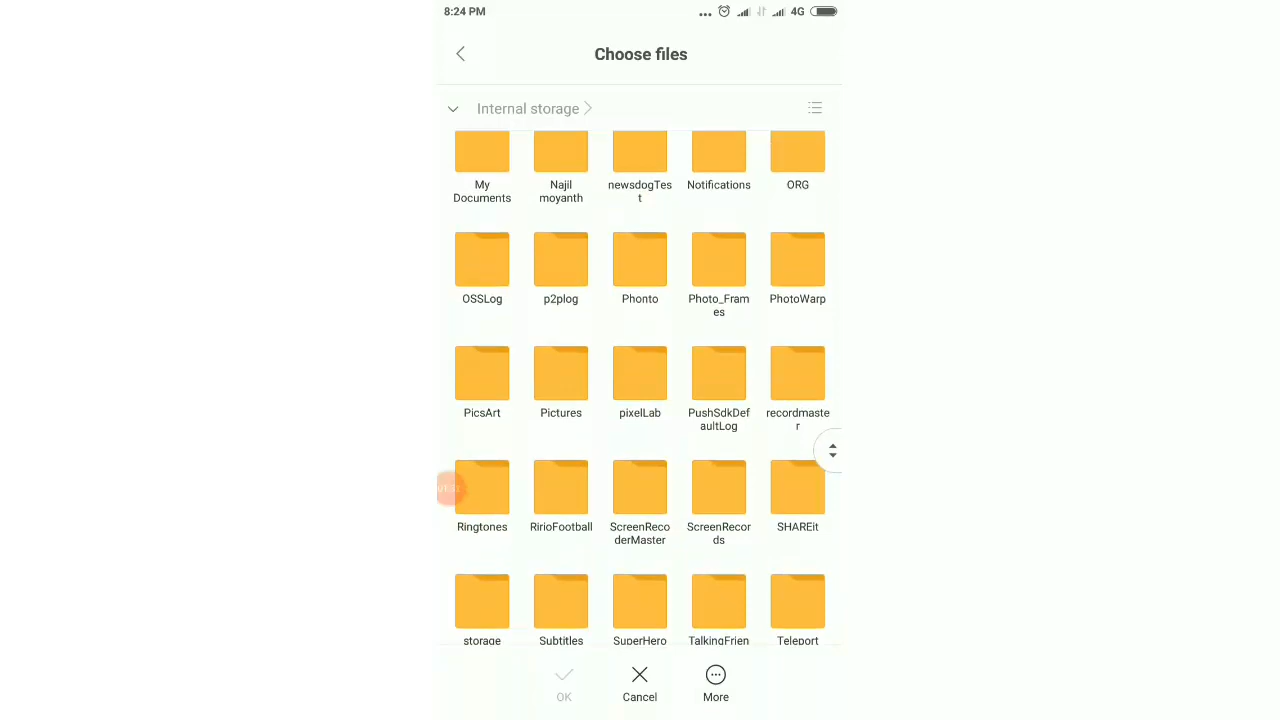 8:24 PM
4G
Choose files
Internal storage
My Documents
Najil moyanth
newsdogTes
t
Notifications
ORG
OSSLog
p2plog
Phonto
Photo_Fram
es
PhotoWarp
PicsArt
Pictures
pixelLab
PushSdkDef
aultLog
recordmaste
r
Ringtones
RirioFootball
ScreenReco
derMaster
ScreenRecor
ds
SHAREit
storage
Subtitles
SuperHero
TalkingFrien
Teleport
OK
Cancel
More